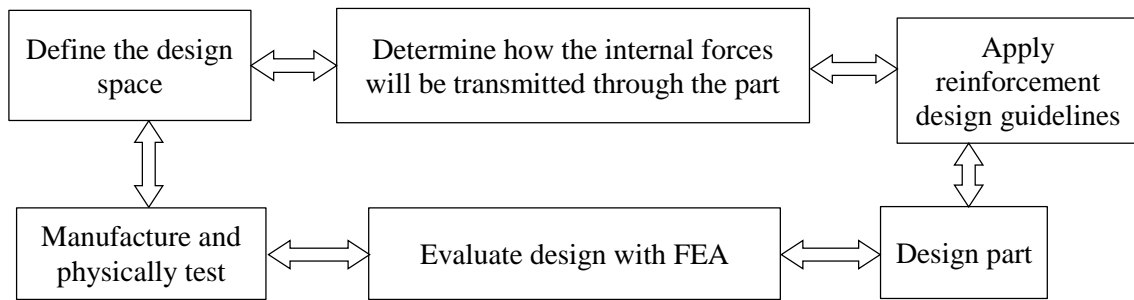 Define the design
space
Determine how the internal forces
will be transmitted through the part
Apply
reinforcement
design guidelines
Manufacture and
physically test
Evaluate design with FEA
Design part